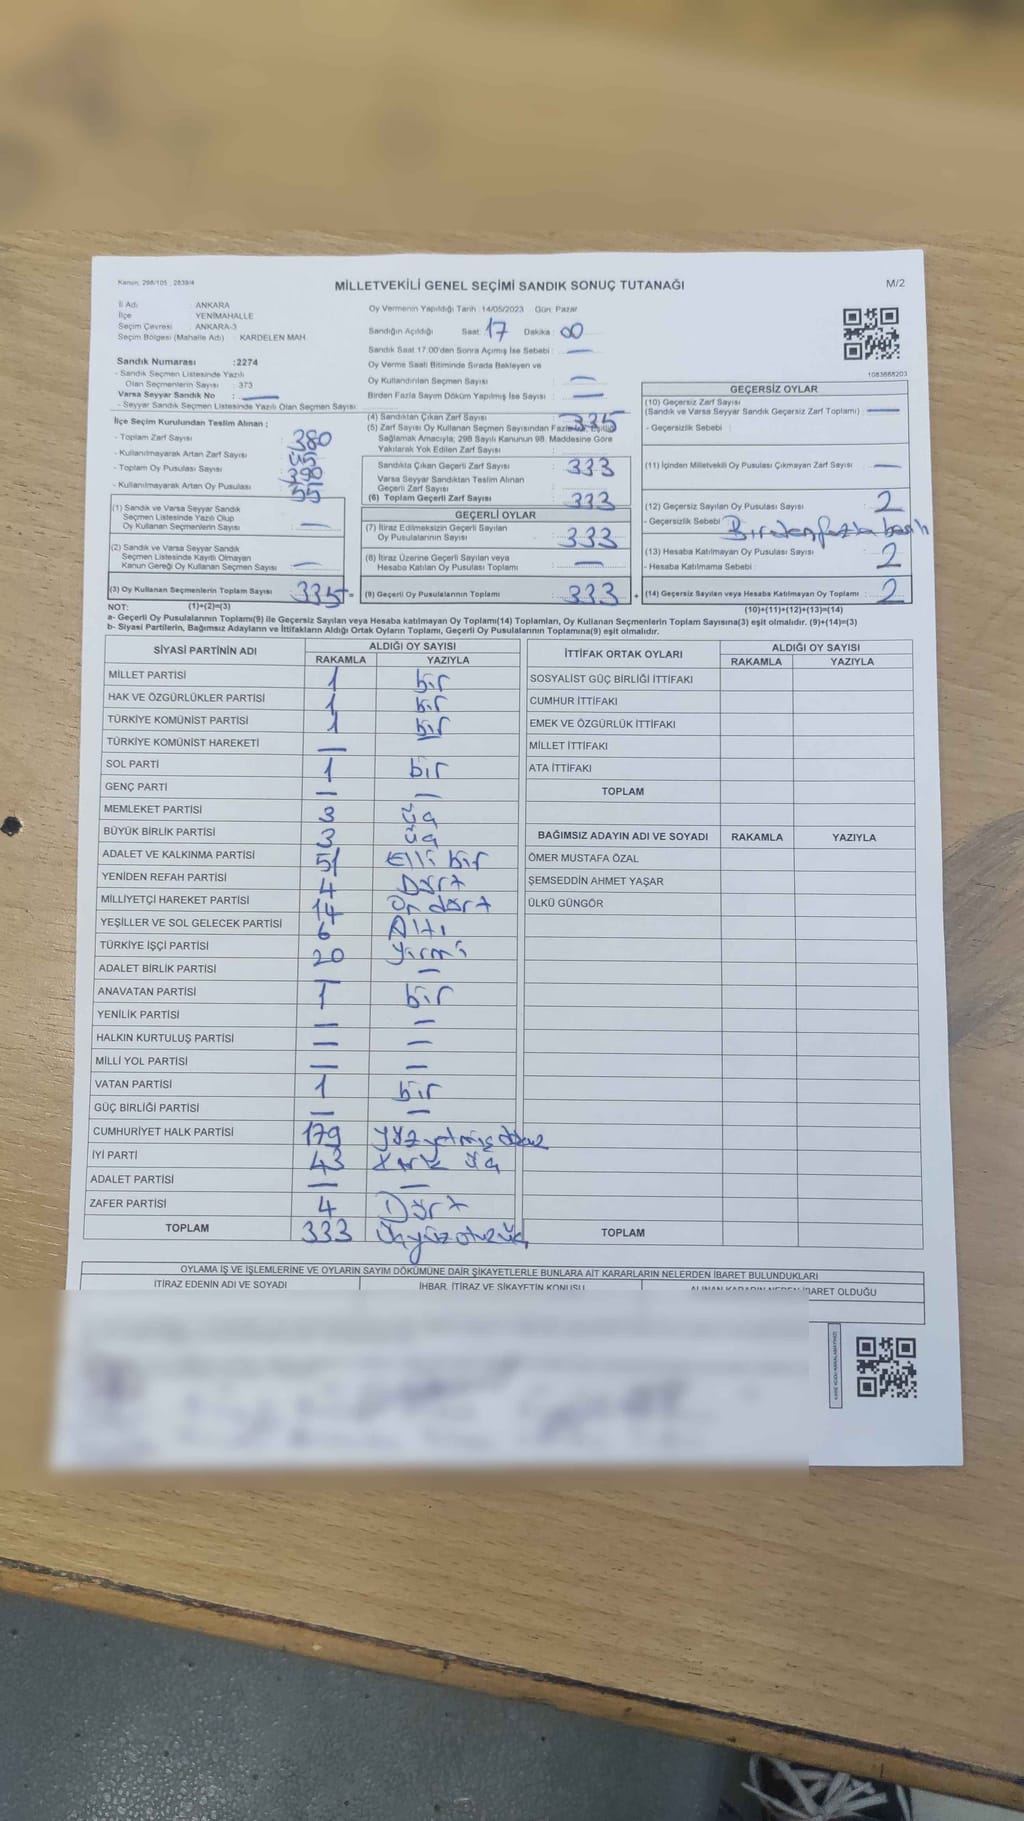 Kanun, 298/105 , 2839/4
MİLLETVEKİLİ GENEL SEÇİMİ SANDIK SONUÇ TUTANAĞI
M/2
İl Adı : ANKARA
İlçe : YENİMAHALLE
Seçim Çevresi : ANKARA-3
Seçim Bölgesi (Mahalle Adı) : KARDELEN MAH.
Oy Vermenin Yapıldığı Tarih :14/05/2023 Gün: Pazar
Sandığın Açıldığı Saat: 17 Dakika : 00
Sandık Saat 17.00'den Sonra Açımış İse Sebebi : —
Oy Verme Saati Bitiminde Sırada Bekleyen ve
Oy Kullandırılan Seçmen Sayısı : —
Birden Fazla Sayım Döküm Yapılmış İse Sayısı : —
1083668203
Sandık Numarası :2274
- Sandık Seçmen Listesinde Yazılı
Olan Seçmenlerin Sayısı : 373
Varsa Seyyar Sandık No : —
- Seyyar Sandık Seçmen Listesinde Yazılı Olan Seçmen Sayısı :
İlçe Seçim Kurulundan Teslim Alınan ;
- Toplam Zarf Sayısı : 380
- Kullanılmayarak Artan Zarf Sayısı : 45
- Toplam Oy Pusulası Sayısı : 390
- Kullanılmayarak Artan Oy Pusulası : 55
(1) Sandık ve Varsa Seyyar Sandık
Seçmen Listesinde Yazılı Olup
Oy Kullanan Seçmenlerin Sayısı : —
(2) Sandık ve Varsa Seyyar Sandık
Seçmen Listesinde Kayıtlı Olmayan
Kanun Gereği Oy Kullanan Seçmen Sayısı : —
(3) Oy Kullanan Seçmenlerin Toplam Sayısı : 335 =
(4) Sandıktan Çıkan Zarf Sayısı : 335
(5) Zarf Sayısı Oy Kullanan Seçmen Sayısından Fazla ise, Eşitliği
Sağlamak Amacıyla; 298 Sayılı Kanunun 98. Maddesine Göre
Yakılarak Yok Edilen Zarf Sayısı :
Sandıkta Çıkan Geçerli Zarf Sayısı : 333
Varsa Seyyar Sandıktan Teslim Alınan
Geçerli Zarf Sayısı :
(6) Toplam Geçerli Zarf Sayısı : 333
GEÇERLİ OYLAR
(7) İtiraz Edilmeksizin Geçerli Sayılan
Oy Pusulalarının Sayısı : 333
(8) İtiraz Üzerine Geçerli Sayılan veya
Hesaba Katılan Oy Pusulası Toplamı : —
(9) Geçerli Oy Pusulalarının Toplamı : 333 +
GEÇERSİZ OYLAR
(10) Geçersiz Zarf Sayısı
(Sandık ve Varsa Seyyar Sandık Geçersiz Zarf Toplamı) : —
- Geçersizlik Sebebi :
(11) İçinden Milletvekili Oy Pusulası Çıkmayan Zarf Sayısı : —
(12) Geçersiz Sayılan Oy Pusulası Sayısı : 2
- Geçersizlik Sebebi : Birden fazla
(13) Hesaba Katılmayan Oy Pusulası Sayısı : 2
- Hesaba Katılmama Sebebi :
(14) Geçersiz Sayılan veya Hesaba Katılmayan Oy Toplamı : 2
NOT: (1)+(2)=(3)
(10)+(11)+(12)+(13)=(14)
a- Geçerli Oy Pusulalarının Toplamı(9) ile Geçersiz Sayılan veya Hesaba katılmayan Oy Toplam(14) Toplamları, Oy Kullanan Seçmenlerin Toplam Sayısına(3) eşit olmalıdır. (9)+(14)=(3)
b- Siyasi Partilerin, Bağımsız Adayların ve İttifakların Aldığı Ortak Oyların Toplamı, Geçerli Oy Pusulalarının Toplamına(9) eşit olmalıdır.
SİYASİ PARTİNİN ADI ALDIĞI OY SAYISI
RAKAMLA YAZIYLA
MİLLET PARTİSİ 1 bir
HAK VE ÖZGÜRLÜKLER PARTİSİ 1 bir
TÜRKİYE KOMÜNİST PARTİSİ 1 bir
TÜRKİYE KOMÜNİST HAREKETİ —
SOL PARTİ 1 bir
GENÇ PARTİ — —
MEMLEKET PARTİSİ 3 üç
BÜYÜK BİRLİK PARTİSİ 3 üç
ADALET VE KALKINMA PARTİSİ 51 Elli bir
YENİDEN REFAH PARTİSİ 4 Dört
MİLLİYETÇİ HAREKET PARTİSİ 14 On dört
YEŞİLLER VE SOL GELECEK PARTİSİ 6 Altı
TÜRKİYE İŞÇİ PARTİSİ 20 Yirmi
ADALET BİRLİK PARTİSİ —
ANAVATAN PARTİSİ 1 bir
YENİLİK PARTİSİ — —
HALKIN KURTULUŞ PARTİSİ — —
MİLLİ YOL PARTİSİ — —
VATAN PARTİSİ 1 bir
GÜÇ BİRLİĞİ PARTİSİ — —
CUMHURİYET HALK PARTİSİ 179 Yüz yetmiş dokuz
İYİ PARTİ 43 Kırk üç
ADALET PARTİSİ — —
ZAFER PARTİSİ 4 Dört
TOPLAM 333 Üçyüz otuzüç
İTTİFAK ORTAK OYLARI ALDIĞI OY SAYISI
RAKAMLA YAZIYLA
SOSYALİST GÜÇ BİRLİĞİ İTTİFAKI
CUMHUR İTTİFAKI
EMEK VE ÖZGÜRLÜK İTTİFAKI
MİLLET İTTİFAKI
ATA İTTİFAKI
TOPLAM
BAĞIMSIZ ADAYIN ADI VE SOYADI RAKAMLA YAZIYLA
ÖMER MUSTAFA ÖZAL
ŞEMSEDDİN AHMET YAŞAR
ÜLKÜ GÜNGÖR
TOPLAM
OYLAMA İŞ VE İŞLEMLERİNE VE OYLARIN SAYIM DÖKÜMÜNE DAİR ŞİKAYETLERLE BUNLARA AİT KARARLARIN NELERDEN İBARET BULUNDUKLARI
İTİRAZ EDENİN ADI VE SOYADI İHBAR, İTİRAZ VE ŞİKAYETİN KONUSU ALINAN KARARIN NEDEN İBARET OLDUĞU